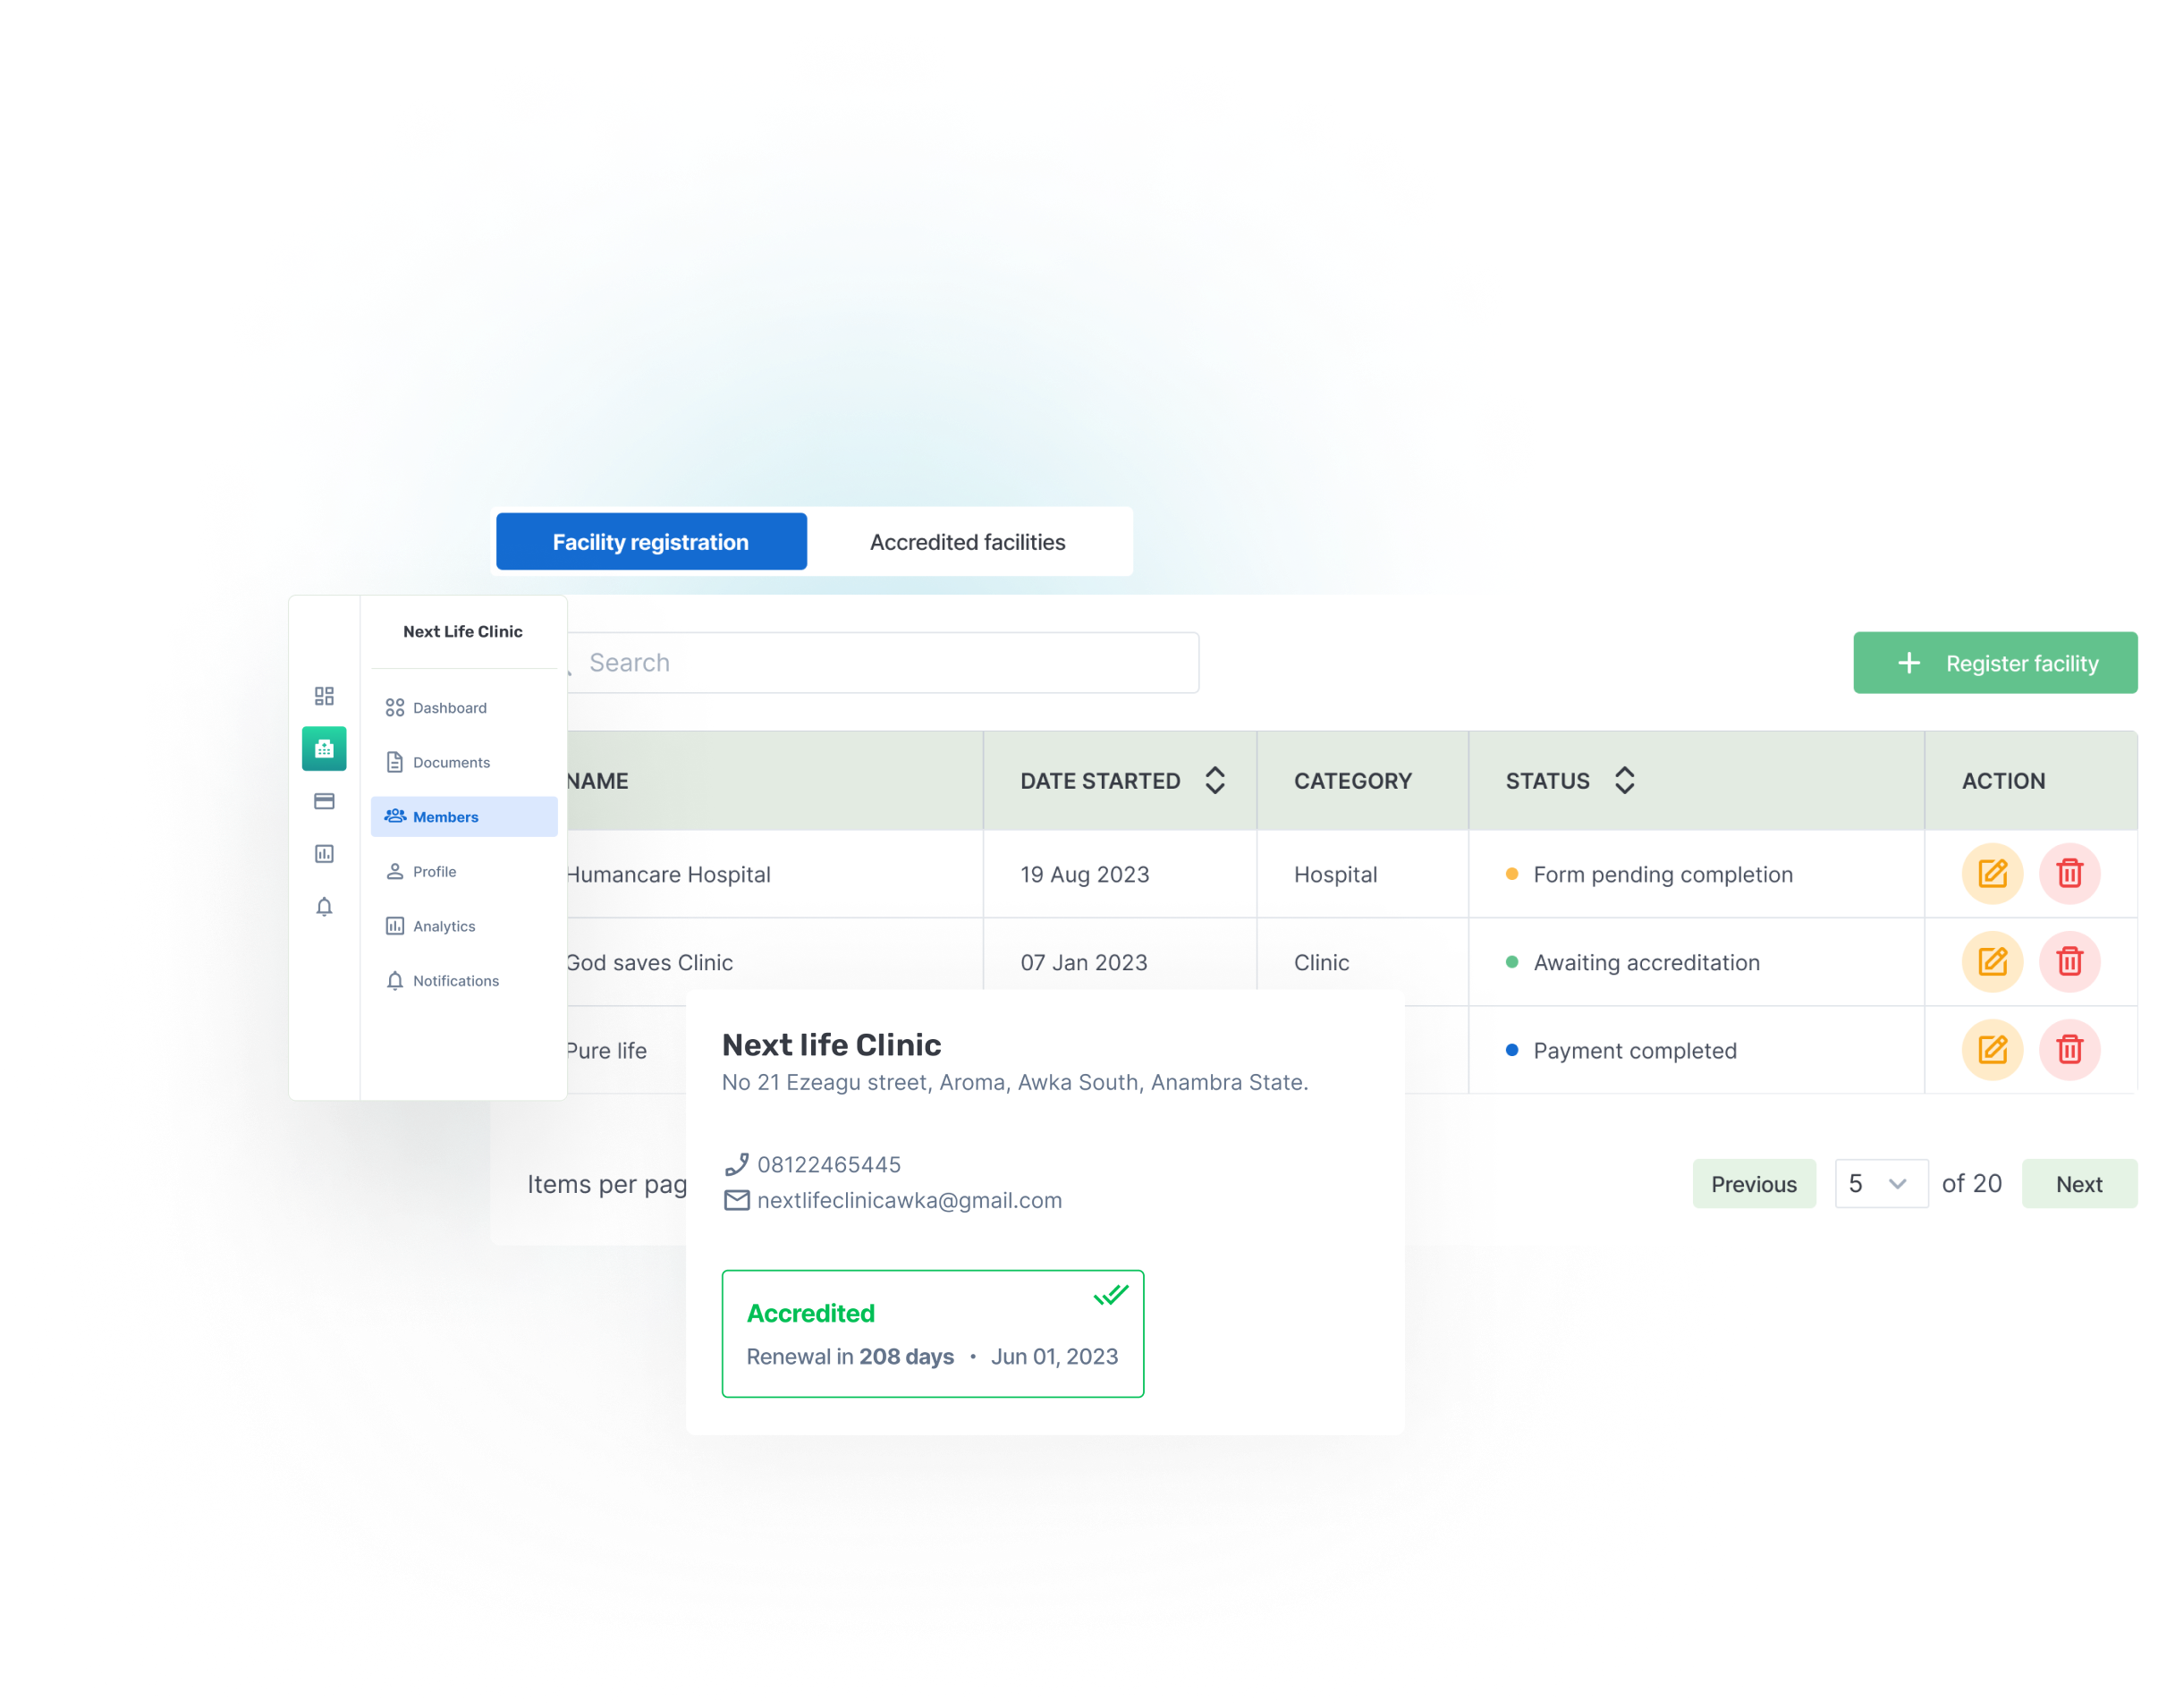 Facility registration
Accredited facilities
Next Life Clinic
Dashboard
Documents
Members
Profile
Analytics
Notifications
Search
Register facility
NAME
DATE STARTED
CATEGORY
STATUS
ACTION
Humancare Hospital
19 Aug 2023
Hospital
Form pending completion
God saves Clinic
07 Jan 2023
Clinic
Awaiting accreditation
Pure life
Payment completed
Next life Clinic
No 21 Ezeagu street, Aroma, Awka South, Anambra State.
08122465445
nextlifeclinicawka@gmail.com
Accredited
Renewal in 208 days • Jun 01, 2023
Items per pag
Previous
5
of 20
Next